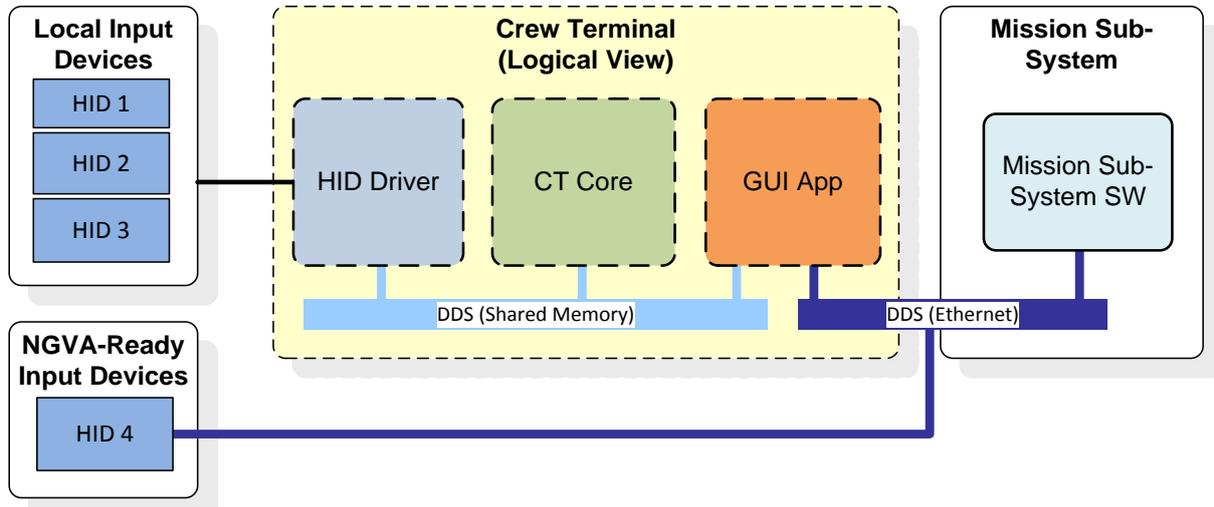 Local Input
Devices
HID 1
HID 2
HID 3
NGVA-Ready
Input Devices
HID 4
Crew Terminal
(Logical View)
HID Driver
CT Core
GUI App
DDS (Shared Memory)
DDS (Ethernet)
Mission Sub-
System
Mission Sub-
System SW